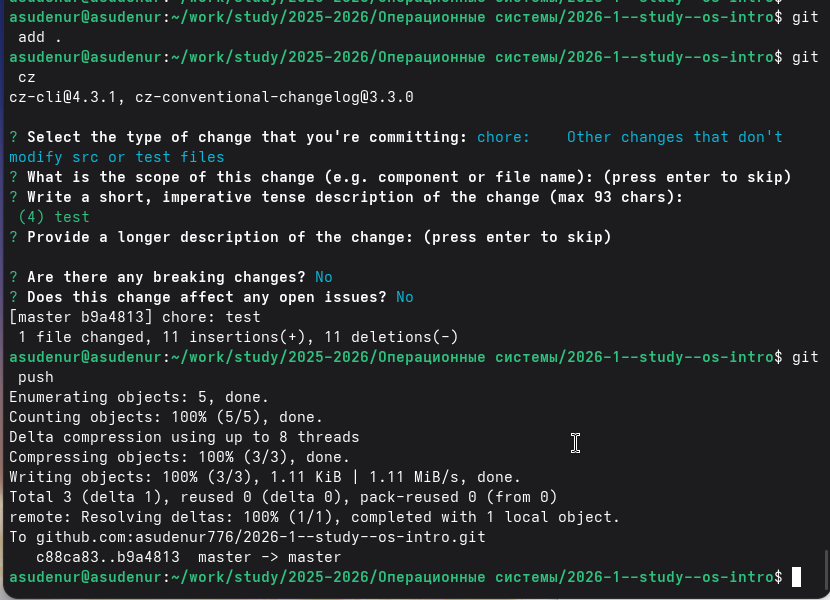 asudenur@asudenur:~/work/study/2025-2026/Операционные системы/2026-1--study--os-intro$ git
 add .
asudenur@asudenur:~/work/study/2025-2026/Операционные системы/2026-1--study--os-intro$ git
 cz
cz-cli@4.3.1, cz-conventional-changelog@3.3.0
? Select the type of change that you're committing: chore:    Other changes that don't
modify src or test files
? What is the scope of this change (e.g. component or file name): (press enter to skip)
? Write a short, imperative tense description of the change (max 93 chars):
 (4) test
? Provide a longer description of the change: (press enter to skip)
? Are there any breaking changes? No
? Does this change affect any open issues? No
[master b9a4813] chore: test
 1 file changed, 11 insertions(+), 11 deletions(-)
asudenur@asudenur:~/work/study/2025-2026/Операционные системы/2026-1--study--os-intro$ git
 push
Enumerating objects: 5, done.
Counting objects: 100% (5/5), done.
Delta compression using up to 8 threads
Compressing objects: 100% (3/3), done.
Writing objects: 100% (3/3), 1.11 KiB | 1.11 MiB/s, done.
Total 3 (delta 1), reused 0 (delta 0), pack-reused 0 (from 0)
remote: Resolving deltas: 100% (1/1), completed with 1 local object.
To github.com:asudenur776/2026-1--study--os-intro.git
   c88ca83..b9a4813  master -> master
asudenur@asudenur:~/work/study/2025-2026/Операционные системы/2026-1--study--os-intro$